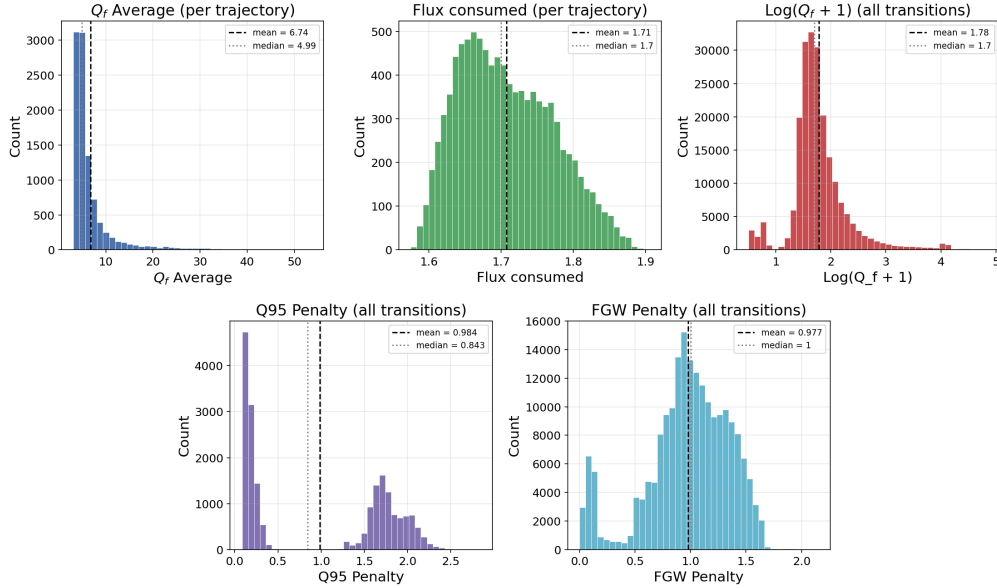 Q_f Average (per trajectory)
mean = 6.74
median = 4.99
Count
3000
2500
2000
1500
1000
500
0
10
20
30
40
50
Q_f Average
Flux consumed (per trajectory)
mean = 1.71
median = 1.7
Count
500
400
300
200
100
0
1.6
1.7
1.8
1.9
Flux consumed
Log(Q_f + 1) (all transitions)
mean = 1.78
median = 1.7
Count
30000
25000
20000
15000
10000
5000
0
1
2
3
4
5
Log(Q_f + 1)
Q95 Penalty (all transitions)
mean = 0.984
median = 0.843
Count
4000
3000
2000
1000
0
0.0
0.5
1.0
1.5
2.0
2.5
Q95 Penalty
FGW Penalty (all transitions)
mean = 0.977
median = 1
Count
16000
14000
12000
10000
8000
6000
4000
2000
0
0.0
0.5
1.0
1.5
2.0
FGW Penalty